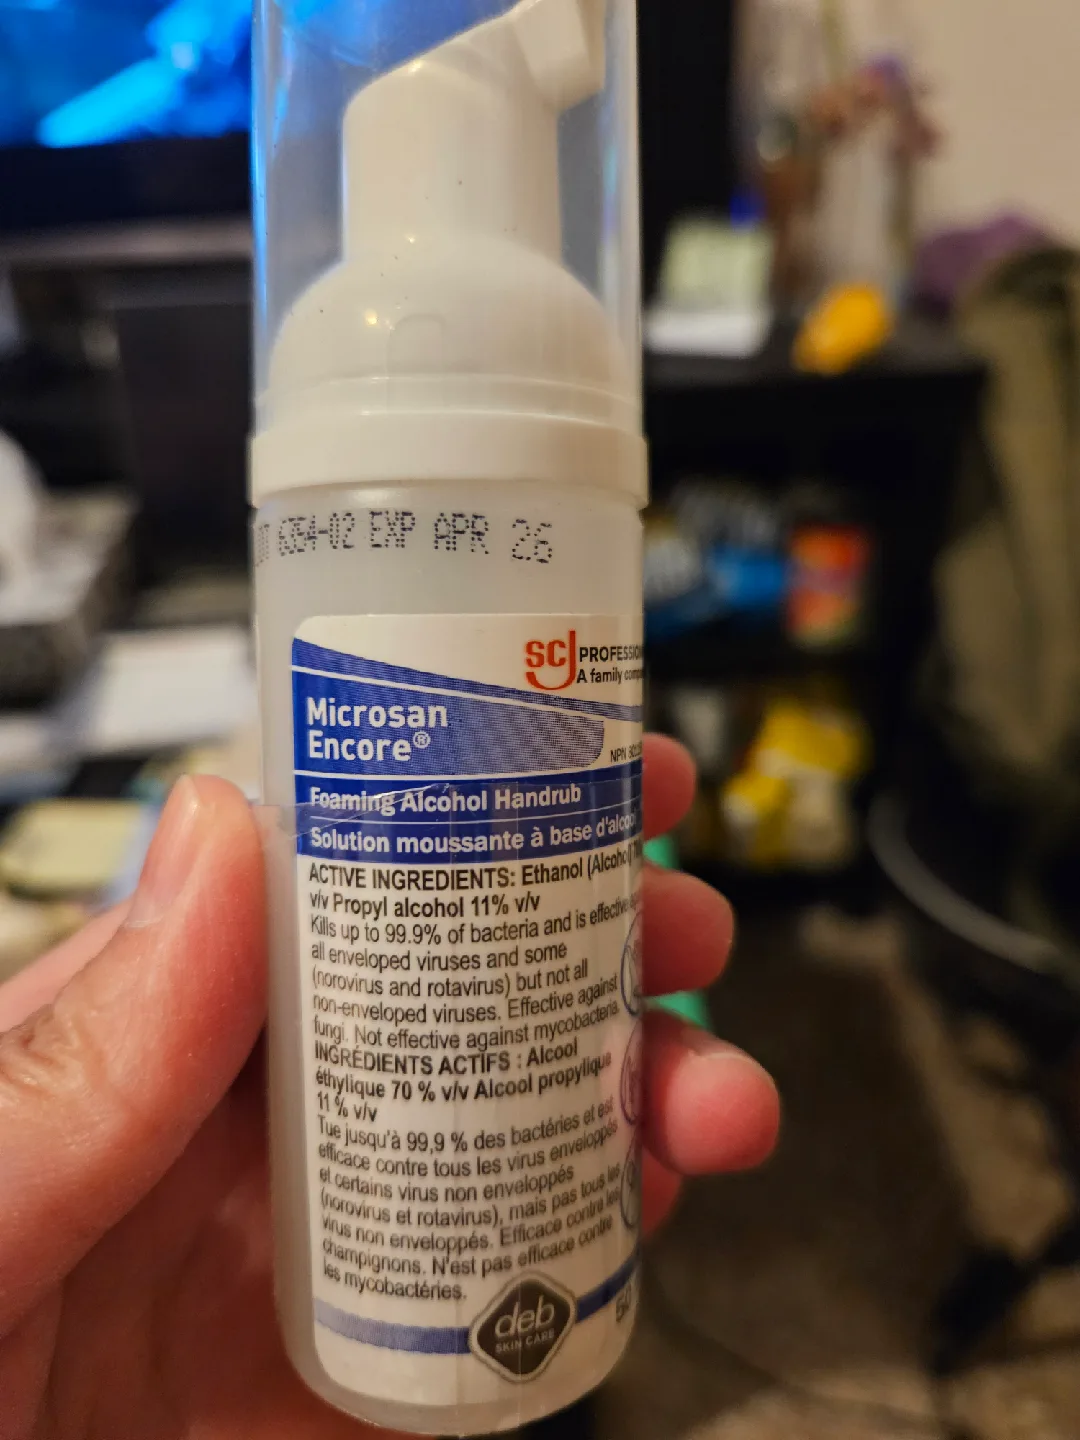 6354-02 EXP APR 26
SCJ PROFESSION
A family
Microsan
Encore®
NPN
Foaming Alcohol Handrub
Solution moussante à base d'alcool
ACTIVE INGREDIENTS: Ethanol (Alcohol
v/v Propyl alcohol 11% v/v
Kills up to 99.9% of bacteria and is effective
all enveloped viruses and some
(norovirus and rotavirus) but not all
non-enveloped viruses. Effective against
fungi. Not effective against mycobacteria.
INGRÉDIENTS ACTIFS : Alcool
éthylique 70 % v/v Alcool propylique
11 % v/v
Tue jusqu'à 99,9 % des bactéries et est
efficace contre tous les virus enveloppés
et certains virus non enveloppés
(norovirus et rotavirus), mais pas tous les
virus non enveloppés. Efficace contre les
champignons. N'est pas efficace contre
les mycobactéries.
deb
SKIN CARE